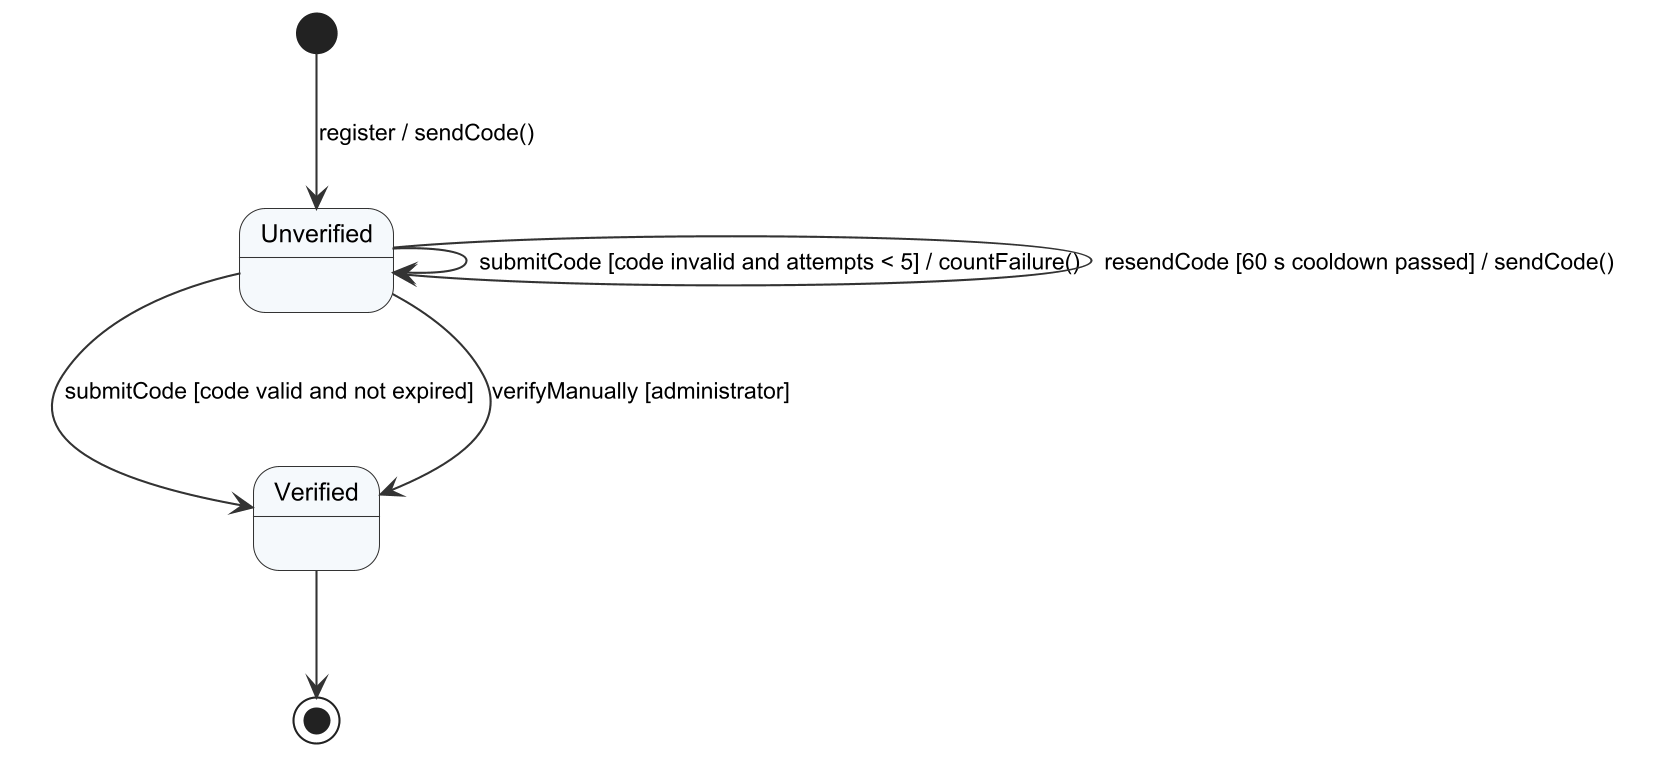 register / sendCode()
Unverified
submitCode [code invalid and attempts < 5] / countFailure()
resendCode [60 s cooldown passed] / sendCode()
submitCode [code valid and not expired]
verifyManually [administrator]
Verified